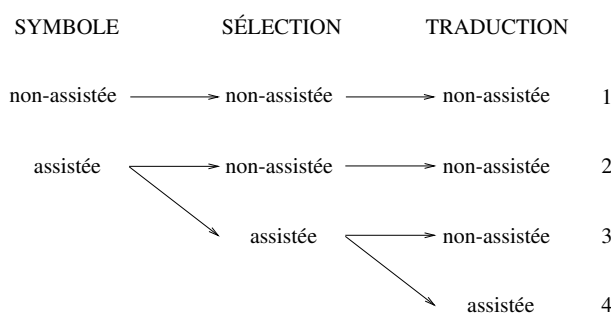 SYMBOLE SÉLECTION TRADUCTION
non-assistée non-assistée non-assistée 1
assistée non-assistée non-assistée 2
assistée non-assistée 3
assistée 4